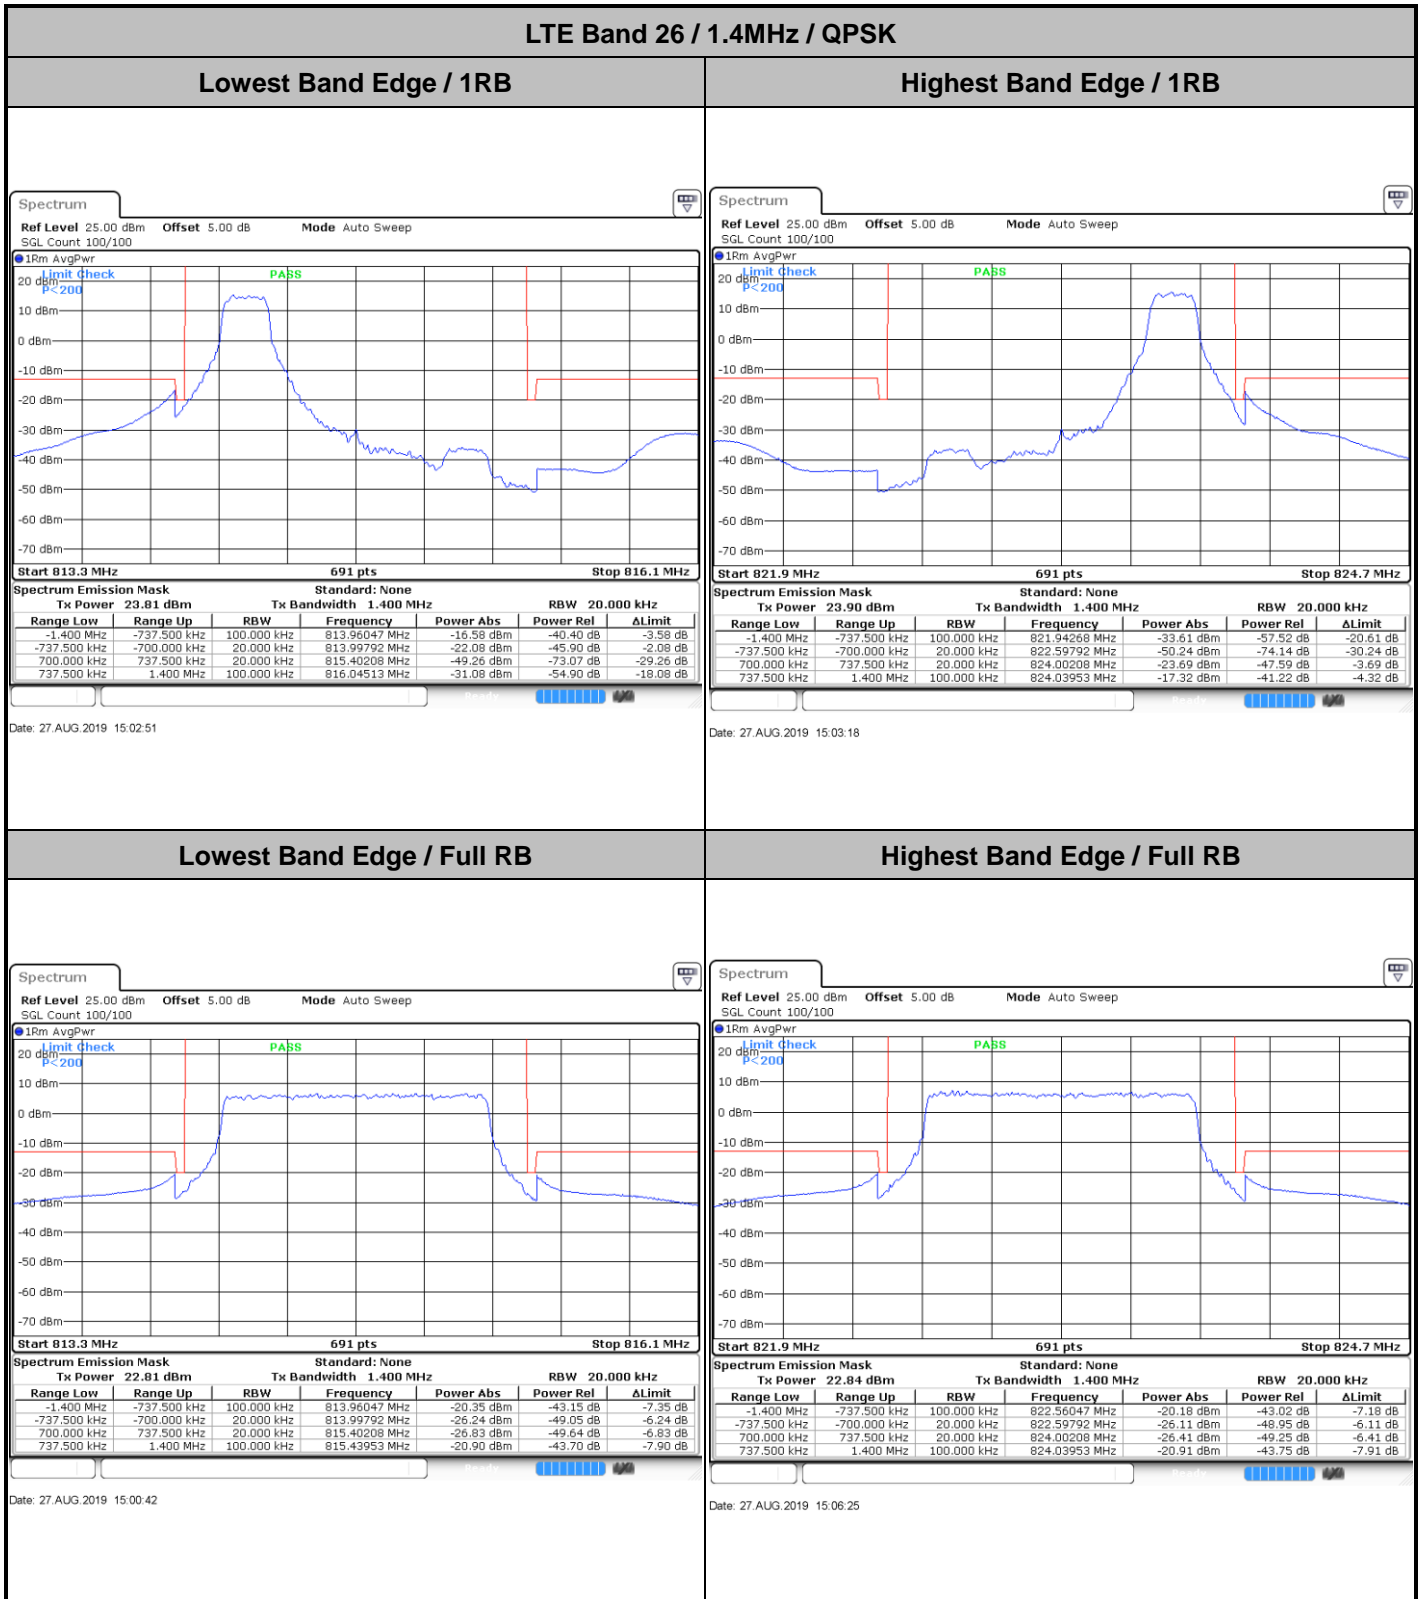 LTE Band 26 / 1.4MHz / QPSK
Lowest Band Edge / 1RB
Highest Band Edge / 1RB
Spectrum
Ref Level 25.00 dBm Offset 5.00 dB Mode Auto Sweep
SGL Count 100/100
1Rm AvgPwr
Limit Check PASS
P<200
20 dBm
10 dBm
0 dBm
-10 dBm
-20 dBm
-30 dBm
-40 dBm
-50 dBm
-60 dBm
-70 dBm
Start 813.3 MHz 691 pts Stop 816.1 MHz
Spectrum Emission Mask Standard: None
Tx Power 23.81 dBm Tx Bandwidth 1.400 MHz RBW 20.000 kHz
Range Low Range Up RBW Frequency Power Abs Power Rel ΔLimit
-1.400 MHz -737.500 kHz 100.000 kHz 813.96047 MHz -16.58 dBm -40.40 dB -3.58 dB
-737.500 kHz -700.000 kHz 20.000 kHz 813.99792 MHz -22.08 dBm -45.90 dB -2.08 dB
700.000 kHz 737.500 kHz 20.000 kHz 815.40208 MHz -49.26 dBm -73.07 dB -29.26 dB
737.500 kHz 1.400 MHz 100.000 kHz 816.04513 MHz -31.08 dBm -54.90 dB -18.08 dB
Ready
Date: 27.AUG.2019 15:02:51
Spectrum
Ref Level 25.00 dBm Offset 5.00 dB Mode Auto Sweep
SGL Count 100/100
1Rm AvgPwr
Limit Check PASS
P<200
20 dBm
10 dBm
0 dBm
-10 dBm
-20 dBm
-30 dBm
-40 dBm
-50 dBm
-60 dBm
-70 dBm
Start 821.9 MHz 691 pts Stop 824.7 MHz
Spectrum Emission Mask Standard: None
Tx Power 23.90 dBm Tx Bandwidth 1.400 MHz RBW 20.000 kHz
Range Low Range Up RBW Frequency Power Abs Power Rel ΔLimit
-1.400 MHz -737.500 kHz 100.000 kHz 821.94268 MHz -33.61 dBm -57.52 dB -20.61 dB
-737.500 kHz -700.000 kHz 20.000 kHz 822.59792 MHz -50.24 dBm -74.14 dB -30.24 dB
700.000 kHz 737.500 kHz 20.000 kHz 824.00208 MHz -23.69 dBm -47.59 dB -3.69 dB
737.500 kHz 1.400 MHz 100.000 kHz 824.03953 MHz -17.32 dBm -41.22 dB -4.32 dB
Ready
Date: 27.AUG.2019 15:03:18
Lowest Band Edge / Full RB
Highest Band Edge / Full RB
Spectrum
Ref Level 25.00 dBm Offset 5.00 dB Mode Auto Sweep
SGL Count 100/100
1Rm AvgPwr
Limit Check PASS
P<200
20 dBm
10 dBm
0 dBm
-10 dBm
-20 dBm
-30 dBm
-40 dBm
-50 dBm
-60 dBm
-70 dBm
Start 813.3 MHz 691 pts Stop 816.1 MHz
Spectrum Emission Mask Standard: None
Tx Power 22.81 dBm Tx Bandwidth 1.400 MHz RBW 20.000 kHz
Range Low Range Up RBW Frequency Power Abs Power Rel ΔLimit
-1.400 MHz -737.500 kHz 100.000 kHz 813.96047 MHz -20.35 dBm -43.15 dB -7.35 dB
-737.500 kHz -700.000 kHz 20.000 kHz 813.99792 MHz -26.24 dBm -49.05 dB -6.24 dB
700.000 kHz 737.500 kHz 20.000 kHz 815.40208 MHz -26.83 dBm -49.64 dB -6.83 dB
737.500 kHz 1.400 MHz 100.000 kHz 815.43953 MHz -20.90 dBm -43.70 dB -7.90 dB
Ready
Date: 27.AUG.2019 15:00:42
Spectrum
Ref Level 25.00 dBm Offset 5.00 dB Mode Auto Sweep
SGL Count 100/100
1Rm AvgPwr
Limit Check PASS
P<200
20 dBm
10 dBm
0 dBm
-10 dBm
-20 dBm
-30 dBm
-40 dBm
-50 dBm
-60 dBm
-70 dBm
Start 821.9 MHz 691 pts Stop 824.7 MHz
Spectrum Emission Mask Standard: None
Tx Power 22.84 dBm Tx Bandwidth 1.400 MHz RBW 20.000 kHz
Range Low Range Up RBW Frequency Power Abs Power Rel ΔLimit
-1.400 MHz -737.500 kHz 100.000 kHz 822.56047 MHz -20.18 dBm -43.02 dB -7.18 dB
-737.500 kHz -700.000 kHz 20.000 kHz 822.59792 MHz -26.11 dBm -48.95 dB -6.11 dB
700.000 kHz 737.500 kHz 20.000 kHz 824.00208 MHz -26.41 dBm -49.25 dB -6.41 dB
737.500 kHz 1.400 MHz 100.000 kHz 824.03953 MHz -20.91 dBm -43.75 dB -7.91 dB
Ready
Date: 27.AUG.2019 15:06:25